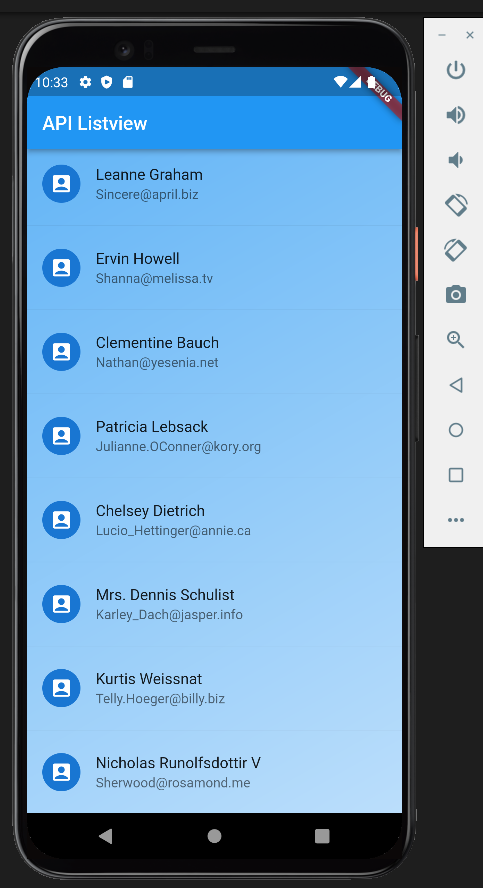 10:33
BUG
API Listview
Leanne Graham
Sincere@april.biz
Ervin Howell
Shanna@melissa.tv
Clementine Bauch
Nathan@yesenia.net
Patricia Lebsack
Julianne.OConner@kory.org
Chelsey Dietrich
Lucio_Hettinger@annie.ca
Mrs. Dennis Schulist
Karley_Dach@jasper.info
Kurtis Weissnat
Telly.Hoeger@billy.biz
Nicholas Runolfsdottir V
Sherwood@rosamond.me